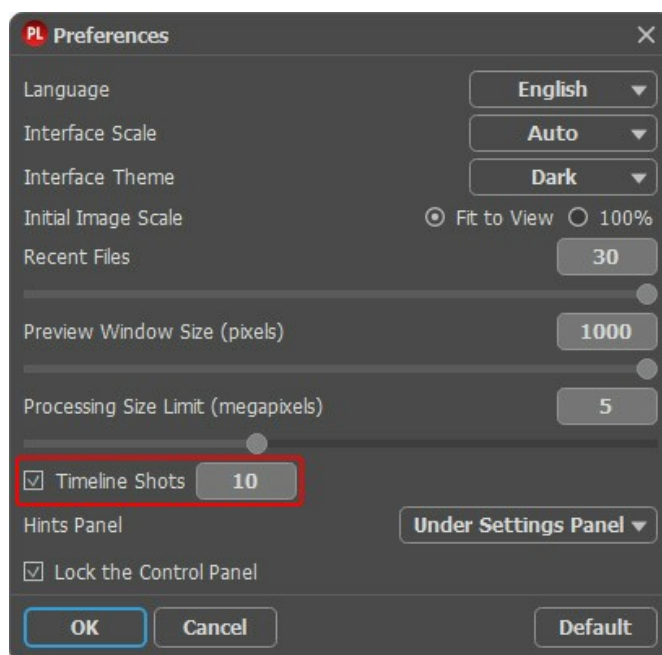 PL Preferences
Language English
Interface Scale Auto
Interface Theme Dark
Initial Image Scale Fit to View 100%
Recent Files 30
Preview Window Size (pixels) 1000
Processing Size Limit (megapixels) 5
Timeline Shots 10
Hints Panel Under Settings Panel
Lock the Control Panel
OK Cancel Default